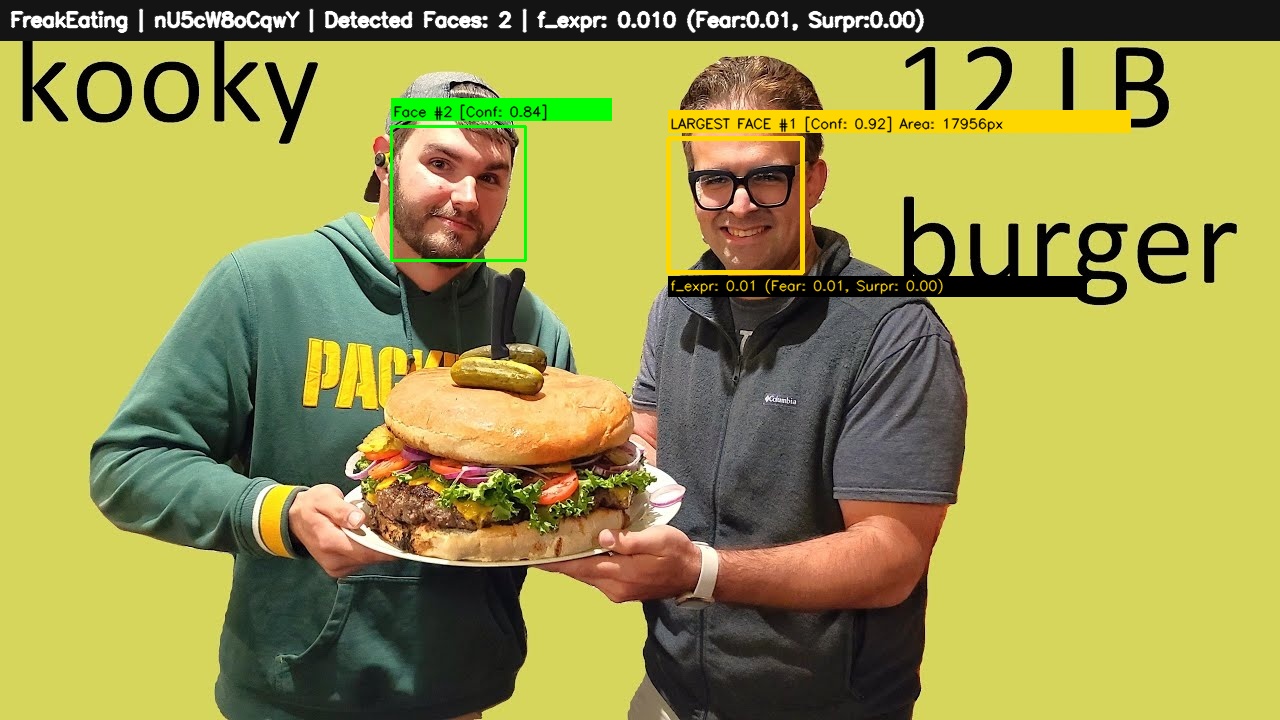 FreakEating | nU5cW8oCqwY | Detected Faces: 2 | f_expr: 0.010 (Fear:0.01, Surpr:0.00)
kooky
12 LB
Face #2 [Conf: 0.84]
LARGEST FACE #1 [Conf: 0.92] Area: 17956px
burger
f_expr: 0.01 (Fear: 0.01, Surpr: 0.00)
Columbia